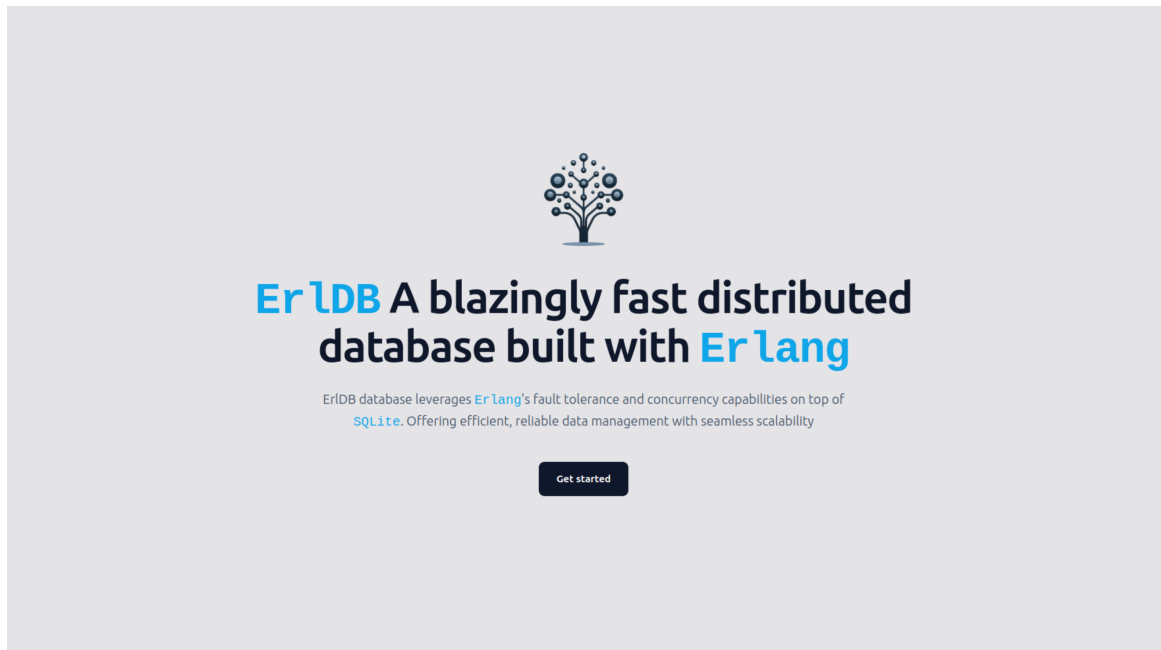 ErlDB A blazingly fast distributed
database built with Erlang
ErlDB database leverages Erlang's fault tolerance and concurrency capabilities on top of
SQLite. Offering efficient, reliable data management with seamless scalability
Get started